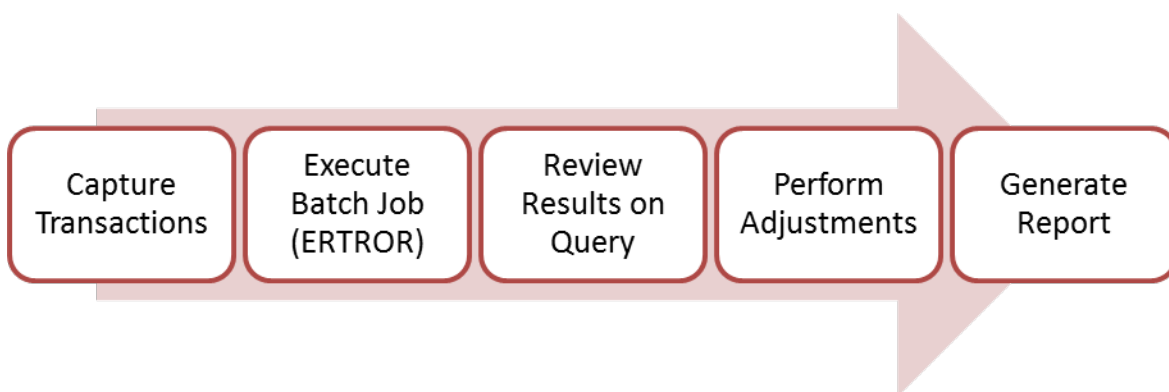 Capture
Transactions
Execute
Batch Job
(ERTROR)
Review
Results on
Query
Perform
Adjustments
Generate
Report